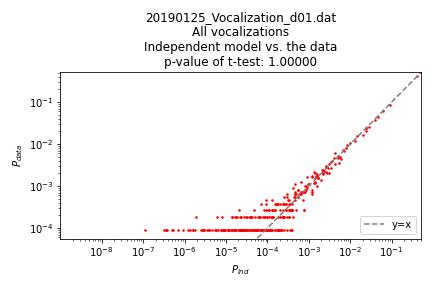 20190125_Vocalization_d01.dat
All vocalizations
Independent model vs. the data
p-value of t-test: 1.00000
10⁻¹
10⁻²
10⁻³
10⁻⁴
P_data
y=x
10⁻⁸ 10⁻⁷ 10⁻⁶ 10⁻⁵ 10⁻⁴ 10⁻³ 10⁻² 10⁻¹
P_ind